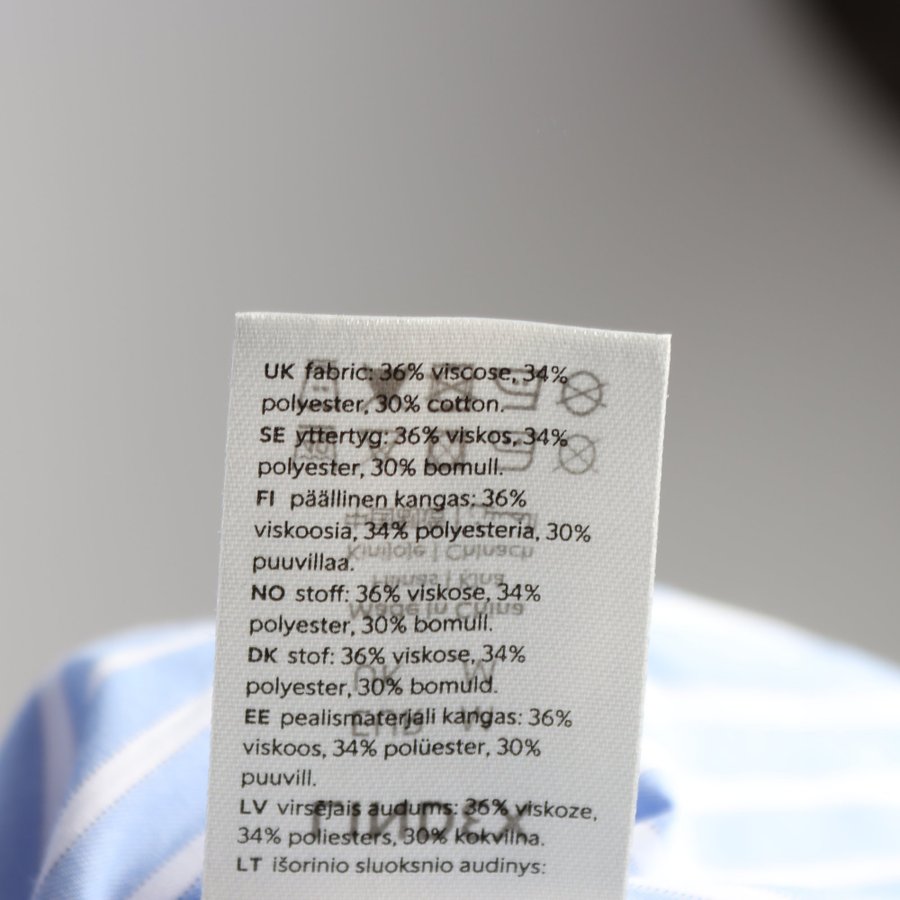 UK fabric: 36% viscose, 34%
polyester, 30% cotton.
SE yttertyg: 36% viskos, 34%
polyester, 30% bomull.
FI päällinen kangas: 36%
viskoosia, 34% polyesteria, 30%
puuvillaa.
NO stoff: 36% viskose, 34%
polyester, 30% bomull.
DK stof: 36% viskose, 34%
polyester, 30% bomuld.
EE pealismaterjali kangas: 36%
viskoos, 34% polüester, 30%
puuvill.
LV virsējais audums: 36% viskoze,
34% poliesters, 30% kokvilna.
LT išorinio sluoksnio audinys: